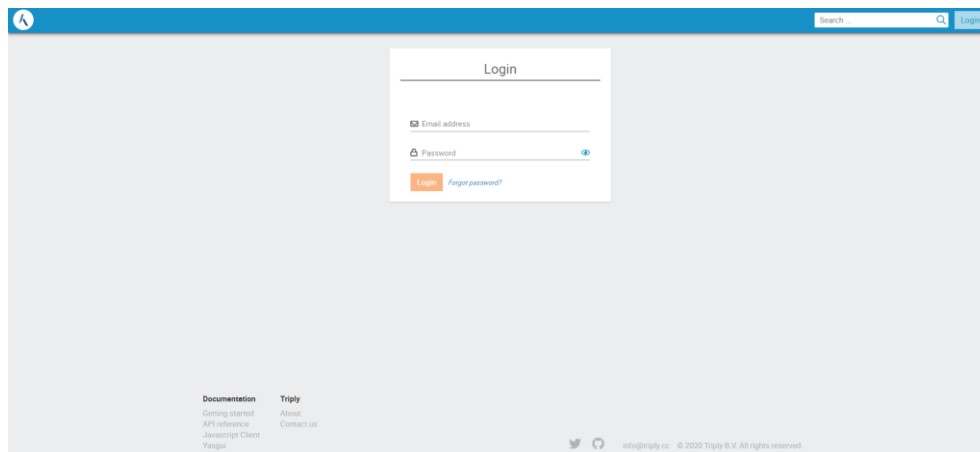 Search ...
Login
Login
Email address
Password
Login Forgot password?
Documentation
Getting started
API reference
Javascript Client
Yasgui
Triply
About
Contact us
info@triply.cc © 2020 Triply B.V. All rights reserved.